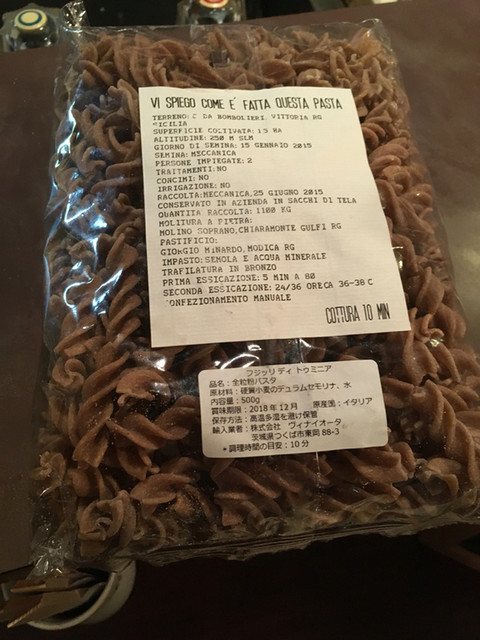 VI SPIEGO COME E' FATTA QUESTA PASTA
TERRENO: C DA BOMBOLIERI, VITTORIA RG
SICILIA
SUPERFICIE COLTIVATA: 13 HA
ALTITUDINE: 250 M SLM
GIORNO DI SEMINA: 15 GENNAIO 2015
SEMINA: MECCANICA
PERSONE IMPIEGATE: 2
TRATTAMENTI: NO
CONCIMI: NO
IRRIGAZIONE: NO
RACCOLTA: MECCANICA, 25 GIUGNO 2015
CONSERVATO IN AZIENDA IN SACCHI DI TELA
QUANTITA RACCOLTA: 1100 KG
MOLITURA A PIETRA:
MOLINO SOPRANO, CHIARAMONTE GULFI RG
PASTIFICIO:
GIORGIO MINARDO, MODICA RG
IMPASTO: SEMOLA E ACQUA MINERALE
TRAFILATURA IN BRONZO
PRIMA ESSICAZIONE: 5 MIN A 80
SECONDA ESSICAZIONE: 24/36 ORE CA 36-38 C
CONFEZIONAMENTO MANUALE
COTTURA 10 MIN
フジッリ ディ トゥミニア
品名：全粒粉パスタ
原材料：硬質小麦のデュラムセモリナ、水
内容量：500g
賞味期限：2018年12月 原産国：イタリア
保存方法：高温多湿を避け保管
輸入業者：株式会社 ヴィナイオータ
茨城県つくば市東岡 88-3
*調理時間の目安：10分